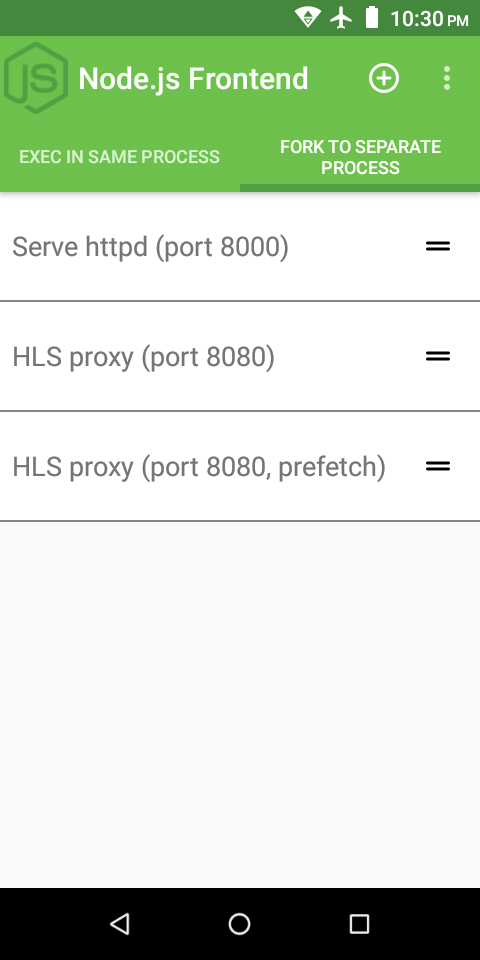 10:30 PM
JS
Node.js Frontend
EXEC IN SAME PROCESS
FORK TO SEPARATE
PROCESS
Serve httpd (port 8000)
HLS proxy (port 8080)
HLS proxy (port 8080, prefetch)